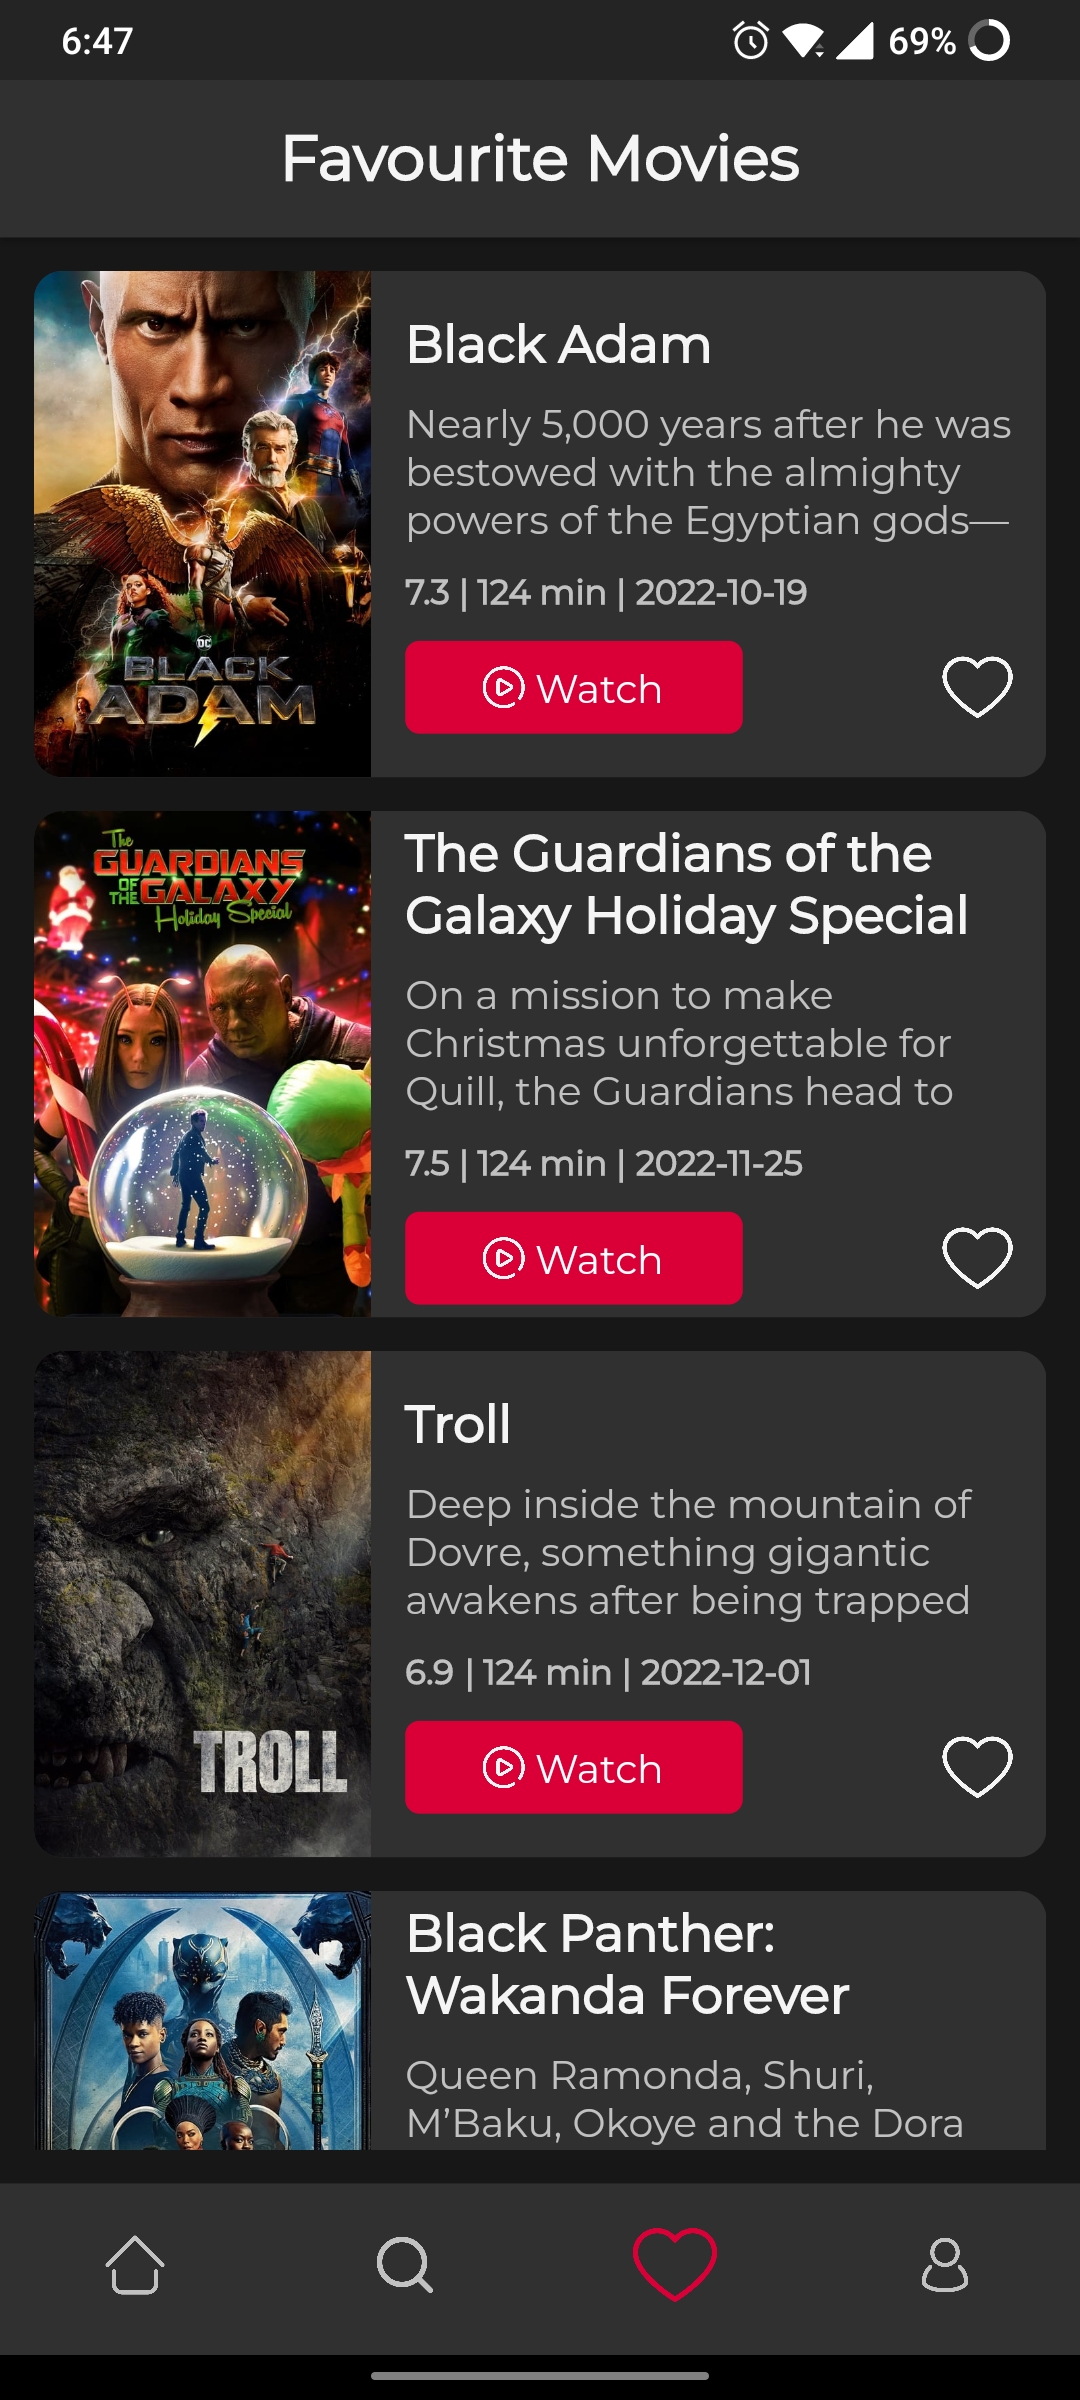 6:47
69%
Favourite Movies
DC
BLACK
ADAM
Black Adam
Nearly 5,000 years after he was
bestowed with the almighty
powers of the Egyptian gods—
7.3 | 124 min | 2022-10-19
Watch
The
GUARDIANS
OF THE GALAXY
Holiday Special
The Guardians of the
Galaxy Holiday Special
On a mission to make
Christmas unforgettable for
Quill, the Guardians head to
7.5 | 124 min | 2022-11-25
Watch
TROLL
Troll
Deep inside the mountain of
Dovre, something gigantic
awakens after being trapped
6.9 | 124 min | 2022-12-01
Watch
Black Panther:
Wakanda Forever
Queen Ramonda, Shuri,
M’Baku, Okoye and the Dora